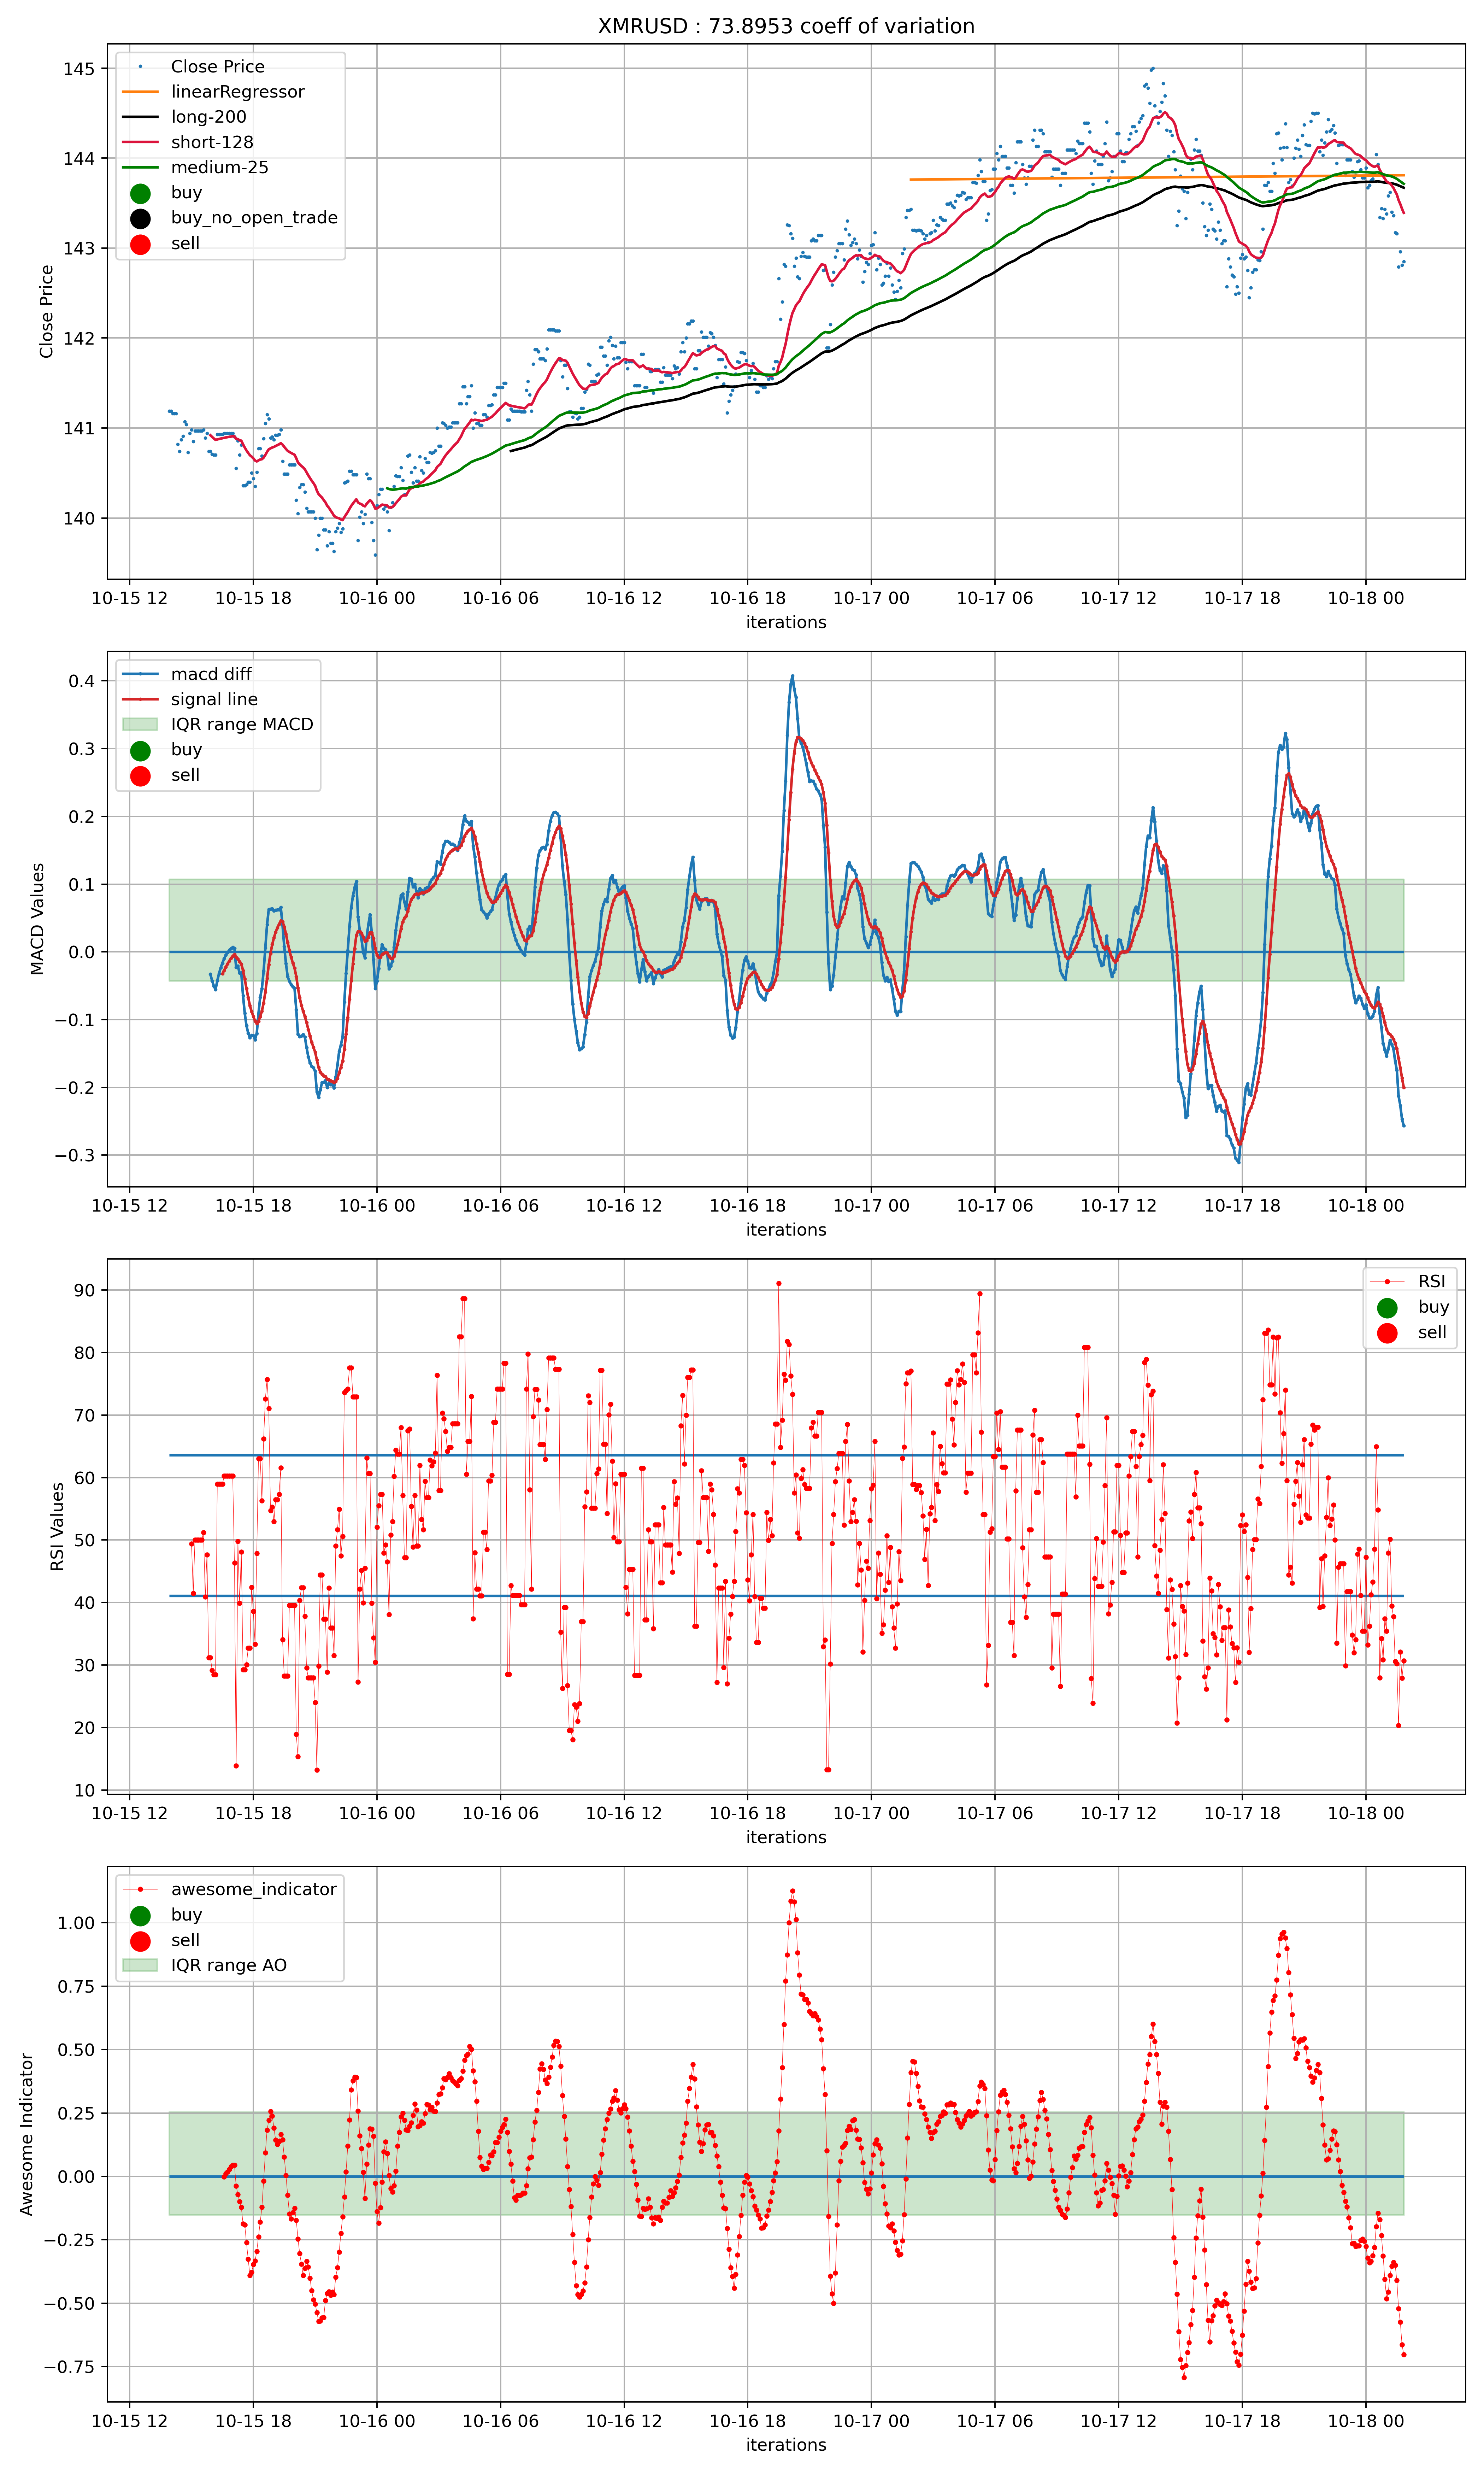 XMRUSD : 73.8953 coeff of variation
Close Price
linearRegressor
long-200
short-128
medium-25
buy
buy_no_open_trade
sell
145
144
143
142
141
140
Close Price
10-15 12 10-15 18 10-16 00 10-16 06 10-16 12 10-16 18 10-17 00 10-17 06 10-17 12 10-17 18 10-18 00
iterations
macd diff
signal line
IQR range MACD
buy
sell
0.4
0.3
0.2
0.1
0.0
−0.1
−0.2
−0.3
MACD Values
10-15 12 10-15 18 10-16 00 10-16 06 10-16 12 10-16 18 10-17 00 10-17 06 10-17 12 10-17 18 10-18 00
iterations
RSI
buy
sell
90
80
70
60
50
40
30
20
10
RSI Values
10-15 12 10-15 18 10-16 00 10-16 06 10-16 12 10-16 18 10-17 00 10-17 06 10-17 12 10-17 18 10-18 00
iterations
awesome_indicator
buy
sell
IQR range AO
1.00
0.75
0.50
0.25
0.00
−0.25
−0.50
−0.75
Awesome Indicator
10-15 12 10-15 18 10-16 00 10-16 06 10-16 12 10-16 18 10-17 00 10-17 06 10-17 12 10-17 18 10-18 00
iterations